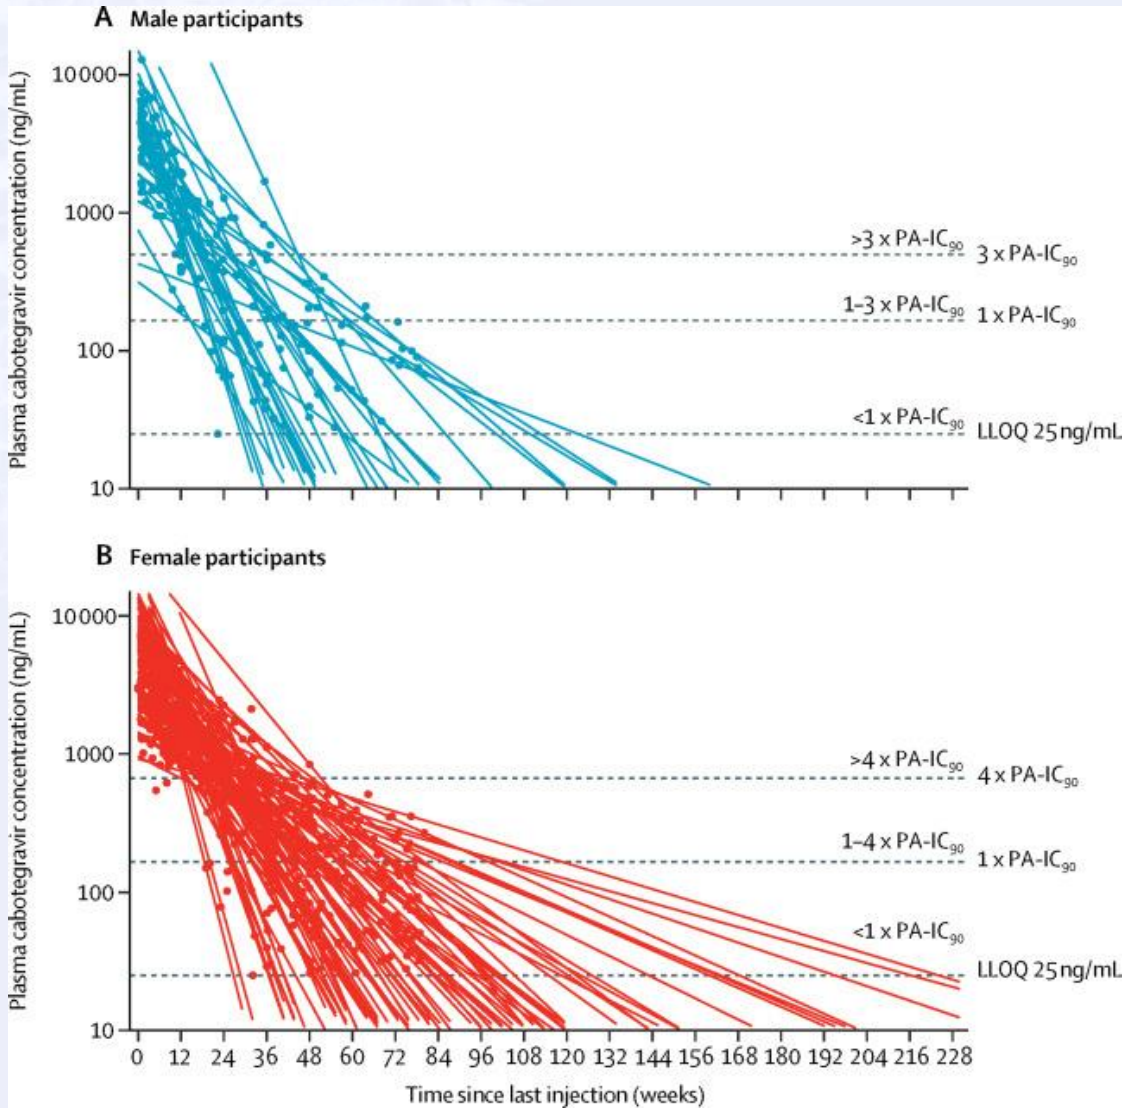 A Male participants
Plasma cabotegravir concentration (ng/mL)
10 000
1000
100
10
>3 x PA-IC90
3 x PA-IC90
1–3 x PA-IC90
1 x PA-IC90
<1 x PA-IC90
LLOQ 25 ng/mL
B Female participants
Plasma cabotegravir concentration (ng/mL)
10 000
1000
100
10
>4 x PA-IC90
4 x PA-IC90
1–4 x PA-IC90
1 x PA-IC90
<1 x PA-IC90
LLOQ 25 ng/mL
0 12 24 36 48 60 72 84 96 108 120 132 144 156 168 180 192 204 216 228
Time since last injection (weeks)